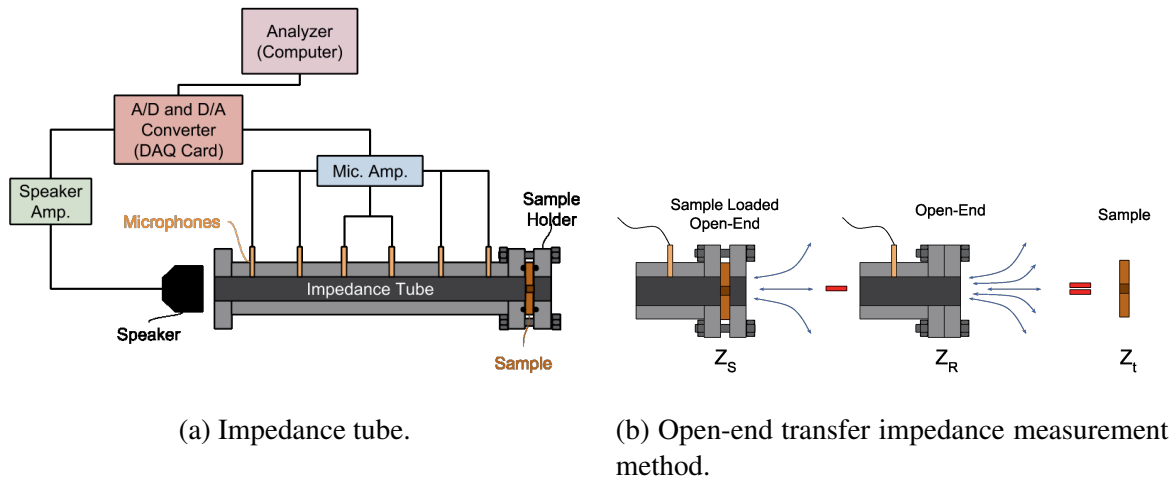 Analyzer
(Computer)
A/D and D/A
Converter
(DAQ Card)
Speaker
Amp.
Mic. Amp.
Microphones
Sample
Holder
Impedance Tube
Speaker
Sample
(a) Impedance tube.
Sample Loaded
Open-End
Open-End
Sample
Z_S
Z_R
Z_t
(b) Open-end transfer impedance measurement
method.